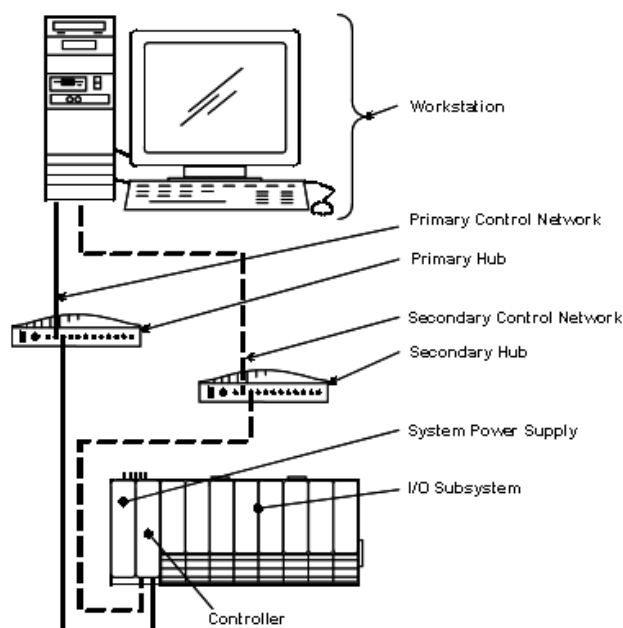 Workstation
Primary Control Network
Primary Hub
Secondary Control Network
Secondary Hub
System Power Supply
I/O Subsystem
Controller